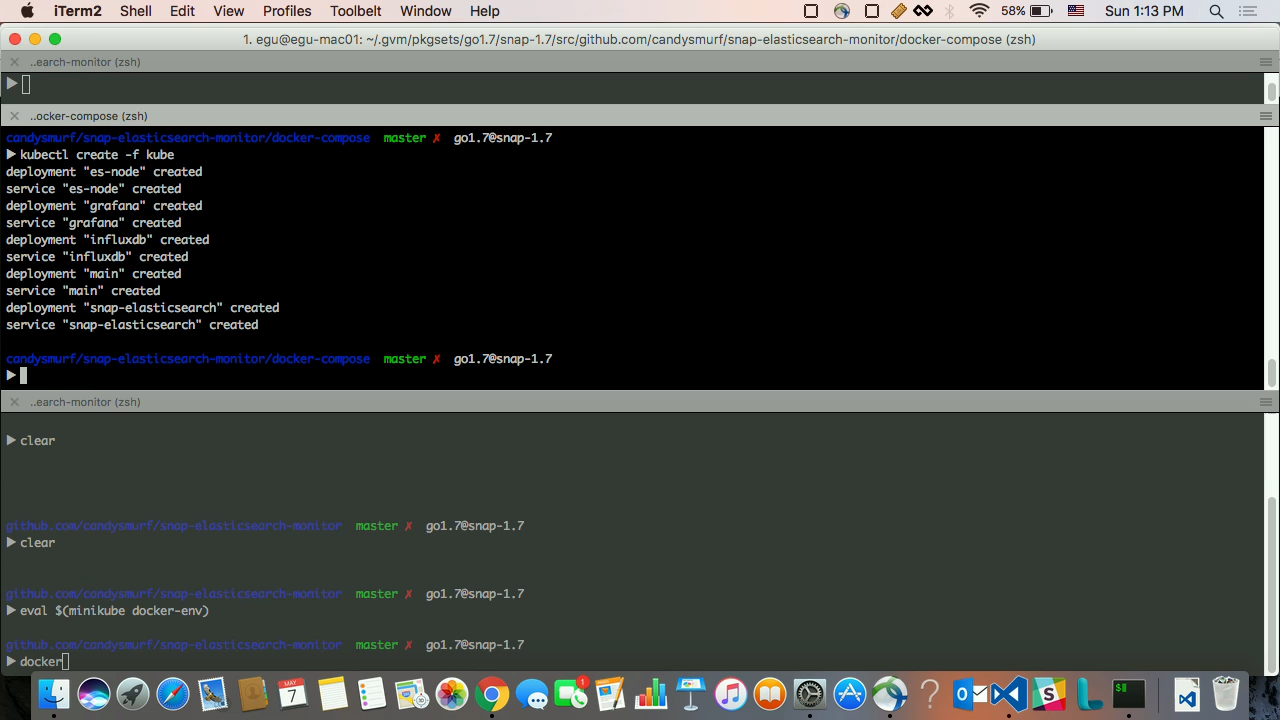 iTerm2 Shell Edit View Profiles Toolbelt Window Help 58% Sun 1:13 PM
1. egu@egu-mac01: ~/.gvm/pkgsets/go1.7/snap-1.7/src/github.com/candysmurf/snap-elasticsearch-monitor/docker-compose (zsh)
..earch-monitor (zsh)
..ocker-compose (zsh)
candysmurf/snap-elasticsearch-monitor/docker-compose master ✗ go1.7@snap-1.7
▶ kubectl create -f kube
deployment "es-node" created
service "es-node" created
deployment "grafana" created
service "grafana" created
deployment "influxdb" created
service "influxdb" created
deployment "main" created
service "main" created
deployment "snap-elasticsearch" created
service "snap-elasticsearch" created
candysmurf/snap-elasticsearch-monitor/docker-compose master ✗ go1.7@snap-1.7
▶
..earch-monitor (zsh)
▶ clear
github.com/candysmurf/snap-elasticsearch-monitor master ✗ go1.7@snap-1.7
▶ clear
github.com/candysmurf/snap-elasticsearch-monitor master ✗ go1.7@snap-1.7
▶ eval $(minikube docker-env)
github.com/candysmurf/snap-elasticsearch-monitor master ✗ go1.7@snap-1.7
▶ docker
MAY
7
1